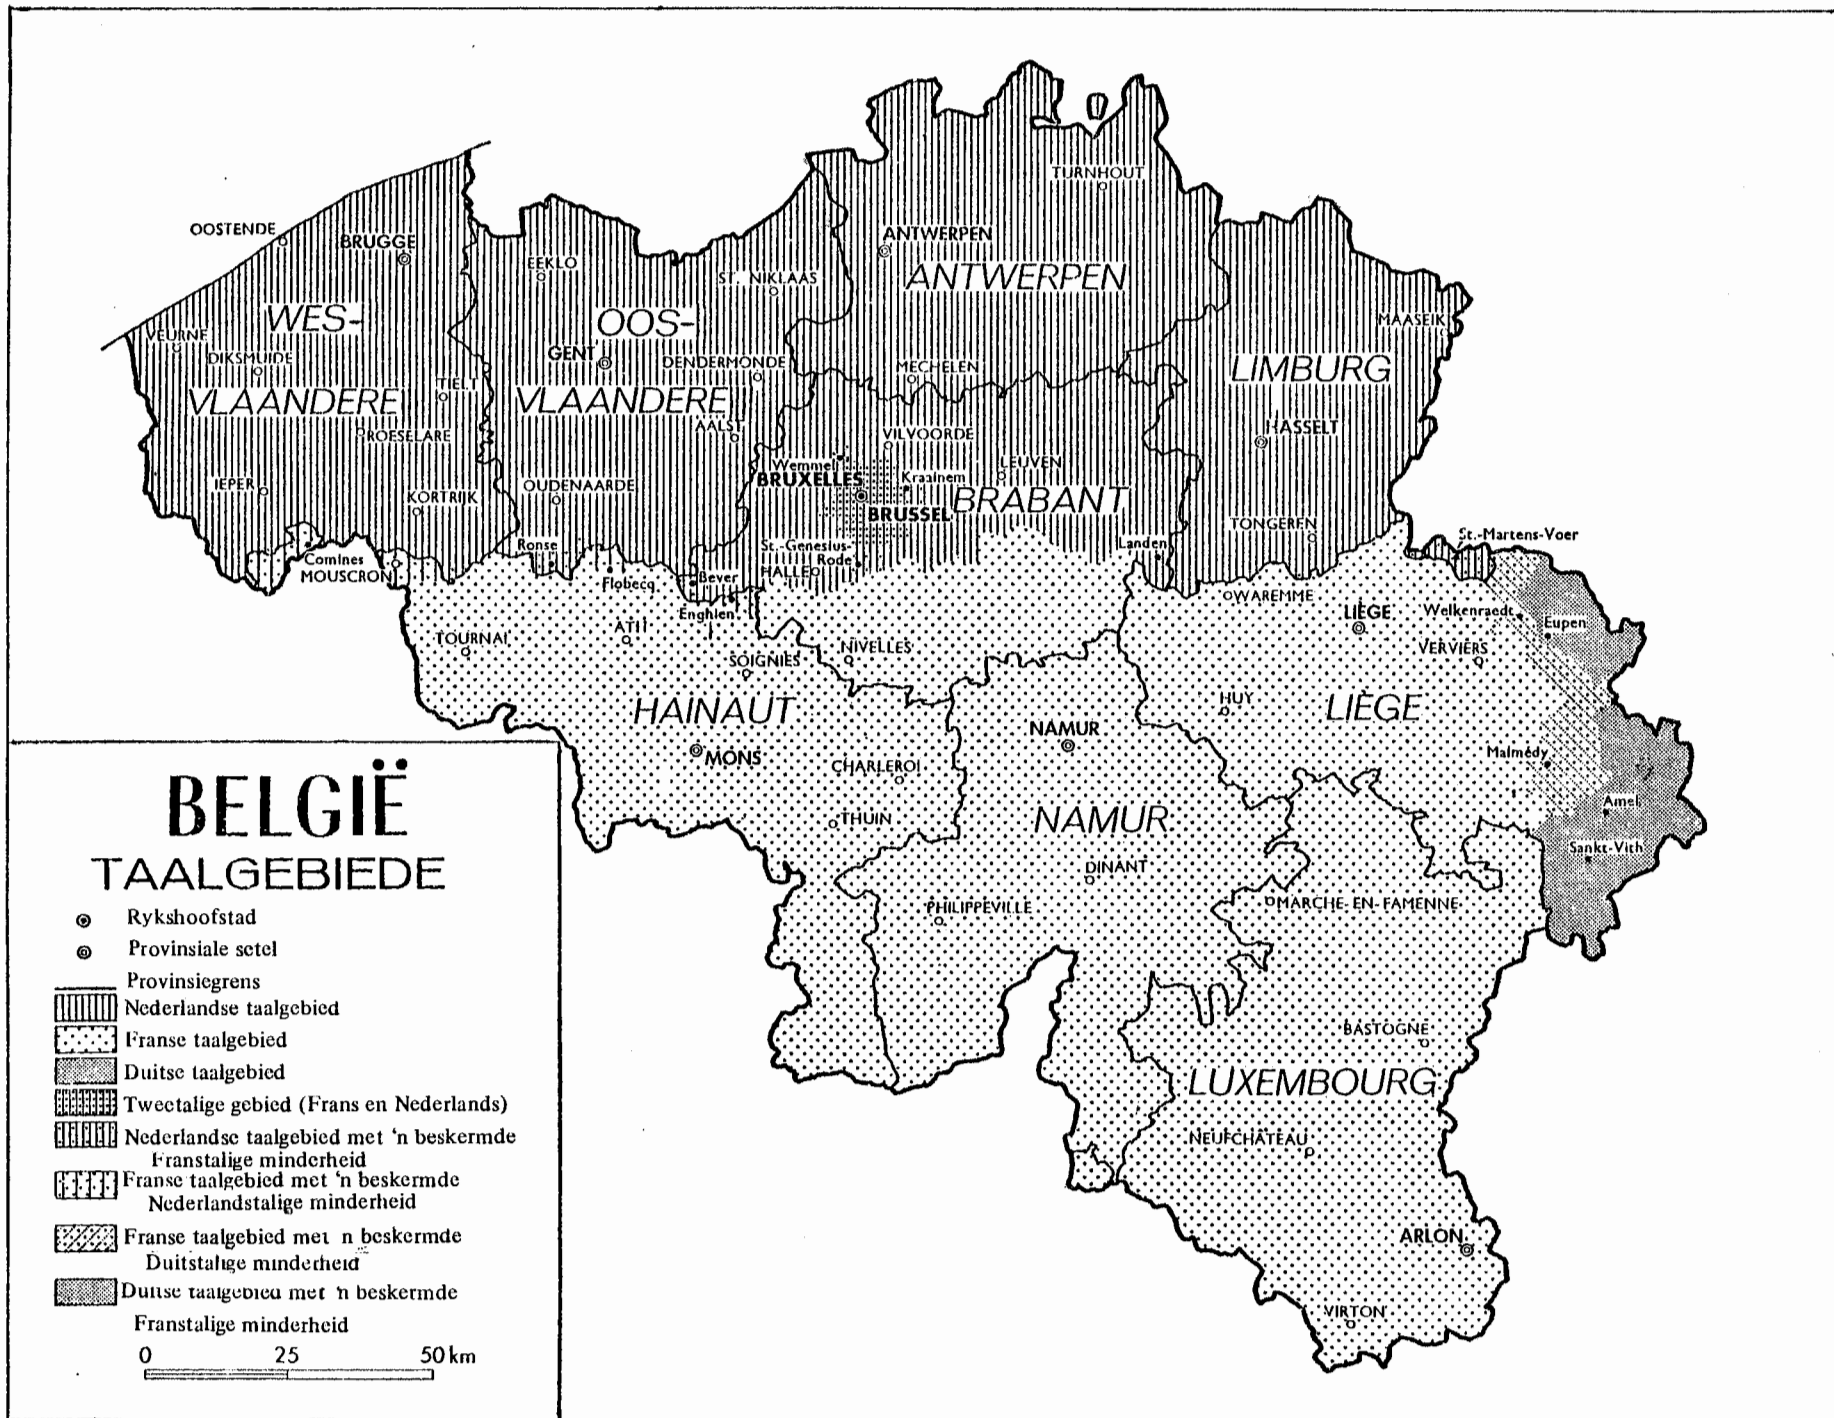 TURNHOUT
OOSTENDE
BRUGGE
ANTWERPEN
EEKLO
ST. NIKLAAS
ANTWERPEN
WES-
VLAANDERE
OOS-
VLAANDERE
VEURNE
DIKSMUIDE
GENT
DENDERMONDE
MECHELEN
MAASEIK
LIMBURG
TIELT
ROESELARE
AALST
VILVOORDE
HASSELT
Wemmel
BRUXELLES
Kraainem
LEUVEN
IEPER
KORTRIJK
OUDENAARDE
BRUSSEL
BRABANT
TONGEREN
St.-Martens-Voer
Comines
MOUSCRON
Ronse
Flobecq
Bever
Enghien
St.-Genesius-
Rode
HALLE
Landen
WAREMME
LIÈGE
Welkenraedt
Eupen
VERVIERS
TOURNAI
ATH
SOIGNIES
NIVELLES
HAINAUT
HUY
LIÈGE
NAMUR
MONS
CHARLEROI
Malmédy
THUIN
NAMUR
Amel
Sankt-Vith
DINANT
PHILIPPEVILLE
MARCHE-EN-FAMENNE
BASTOGNE
LUXEMBOURG
NEUFCHÂTEAU
ARLON
VIRTON
BELGIË
TAALGEBIEDE
Rykshoofstad
Provinsiale setel
Provinsiegrens
Nederlandse taalgebied
Franse taalgebied
Duitse taalgebied
Tweetalige gebied (Frans en Nederlands)
Nederlandse taalgebied met ‘n beskermde
Franstalige minderheid
Franse taalgebied met ‘n beskermde
Nederlandstalige minderheid
Franse taalgebied met n beskermde
Duitstalige minderheid
Duitse taalgebied met 'n beskermde
Franstalige minderheid
0 25 50 km